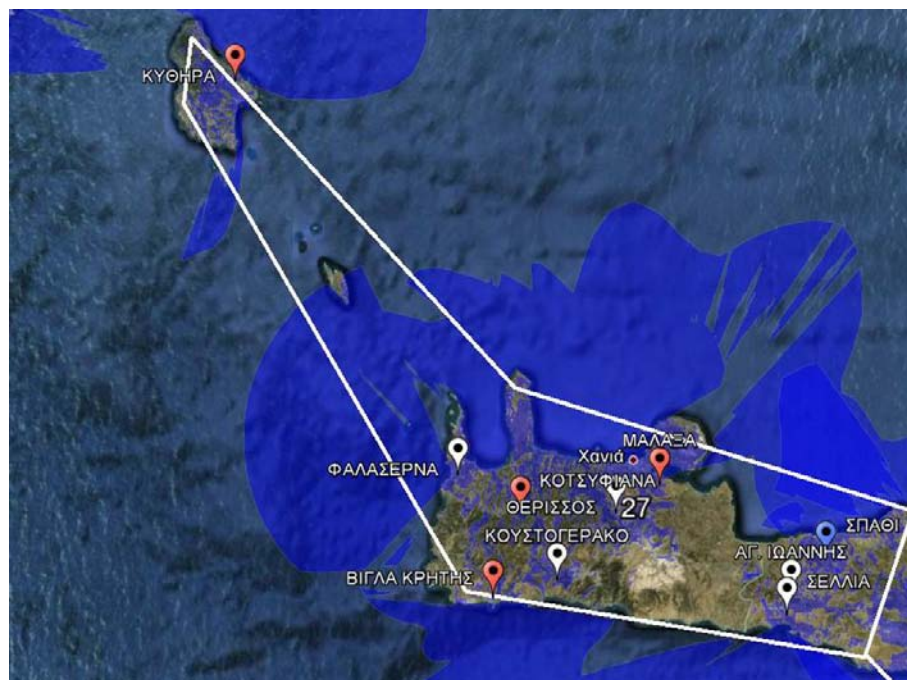 ΚΥΘΗΡΑ
ΜΑΛΑΞΑ
Χανιά
ΦΑΛΑΣΕΡΝΑ
ΚΟΤΣΥΦΙΑΝΑ
ΘΕΡΙΣΣΟΣ
27
ΣΠΑΘΙ
ΚΟΥΣΤΟΓΕΡΑΚΟ
ΑΓ. ΙΩΑΝΝΗΣ
ΒΙΓΛΑ ΚΡΗΤΗΣ
ΣΕΛΛΙΑ